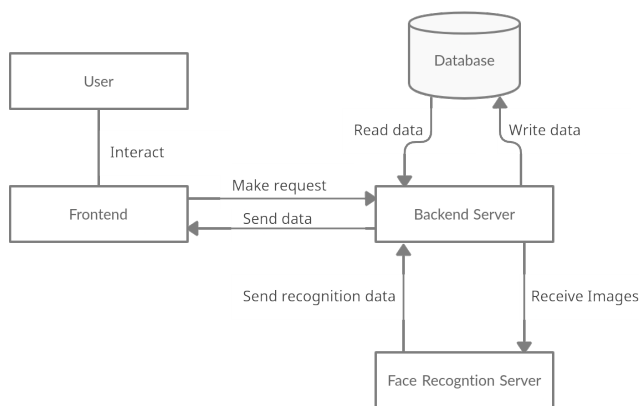 Database
User
Read data
Write data
Interact
Make request
Frontend
Backend Server
Send data
Send recognition data
Receive Images
Face Recogntion Server